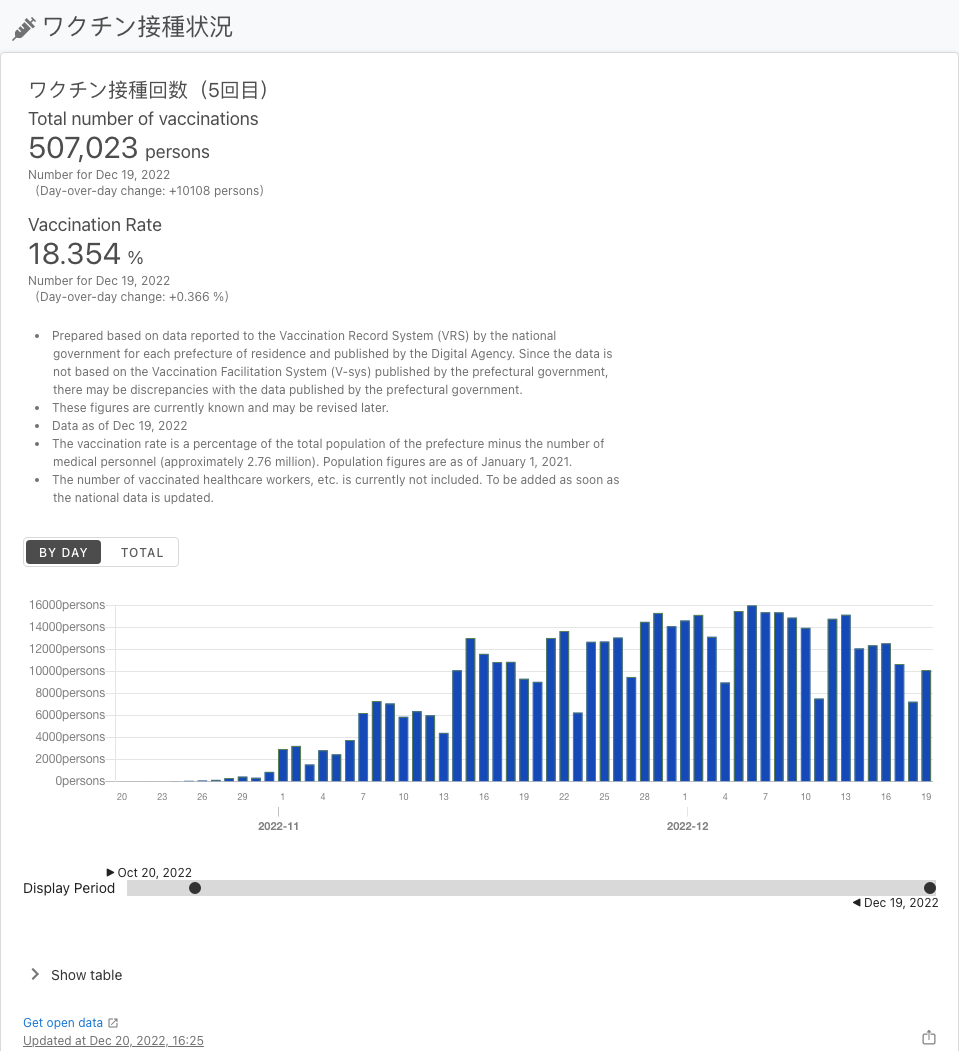 ワクチン接種状況
ワクチン接種回数（5回目）
Total number of vaccinations
507,023 persons
Number for Dec 19, 2022
（Day-over-day change: +10108 persons）
Vaccination Rate
18.354 %
Number for Dec 19, 2022
（Day-over-day change: +0.366 %）
• Prepared based on data reported to the Vaccination Record System (VRS) by the national
government for each prefecture of residence and published by the Digital Agency. Since the data is
not based on the Vaccination Facilitation System (V-sys) published by the prefectural government,
there may be discrepancies with the data published by the prefectural government.
• These figures are currently known and may be revised later.
• Data as of Dec 19, 2022
• The vaccination rate is a percentage of the total population of the prefecture minus the number of
medical personnel (approximately 2.76 million). Population figures are as of January 1, 2021.
• The number of vaccinated healthcare workers, etc. is currently not included. To be added as soon as
the national data is updated.
BY DAY TOTAL
16000persons
14000persons
12000persons
10000persons
8000persons
6000persons
4000persons
2000persons
0persons
20 23 26 29 1 4 7 10 13 16 19 22 25 28 1 4 7 10 13 16 19
2022-11 2022-12
Oct 20, 2022
Display Period
Dec 19, 2022
Show table
Get open data
Updated at Dec 20, 2022, 16:25